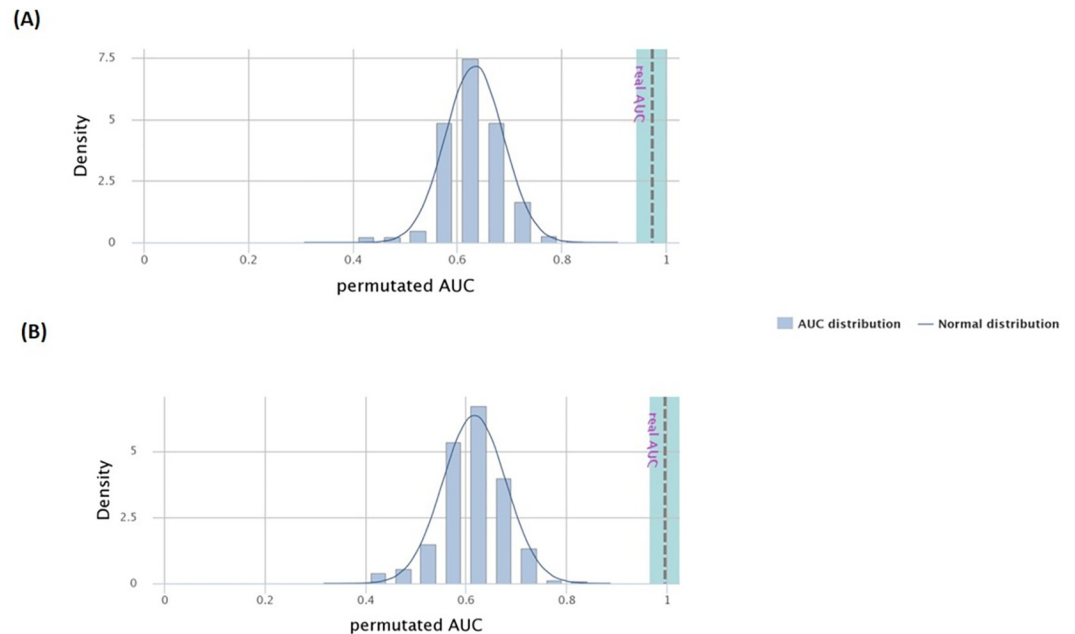 (A)
7.5
5
2.5
0
Density
real AUC
0 0.2 0.4 0.6 0.8 1
permutated AUC
AUC distribution Normal distribution
(B)
5
2.5
0
Density
real AUC
0 0.2 0.4 0.6 0.8 1
permutated AUC